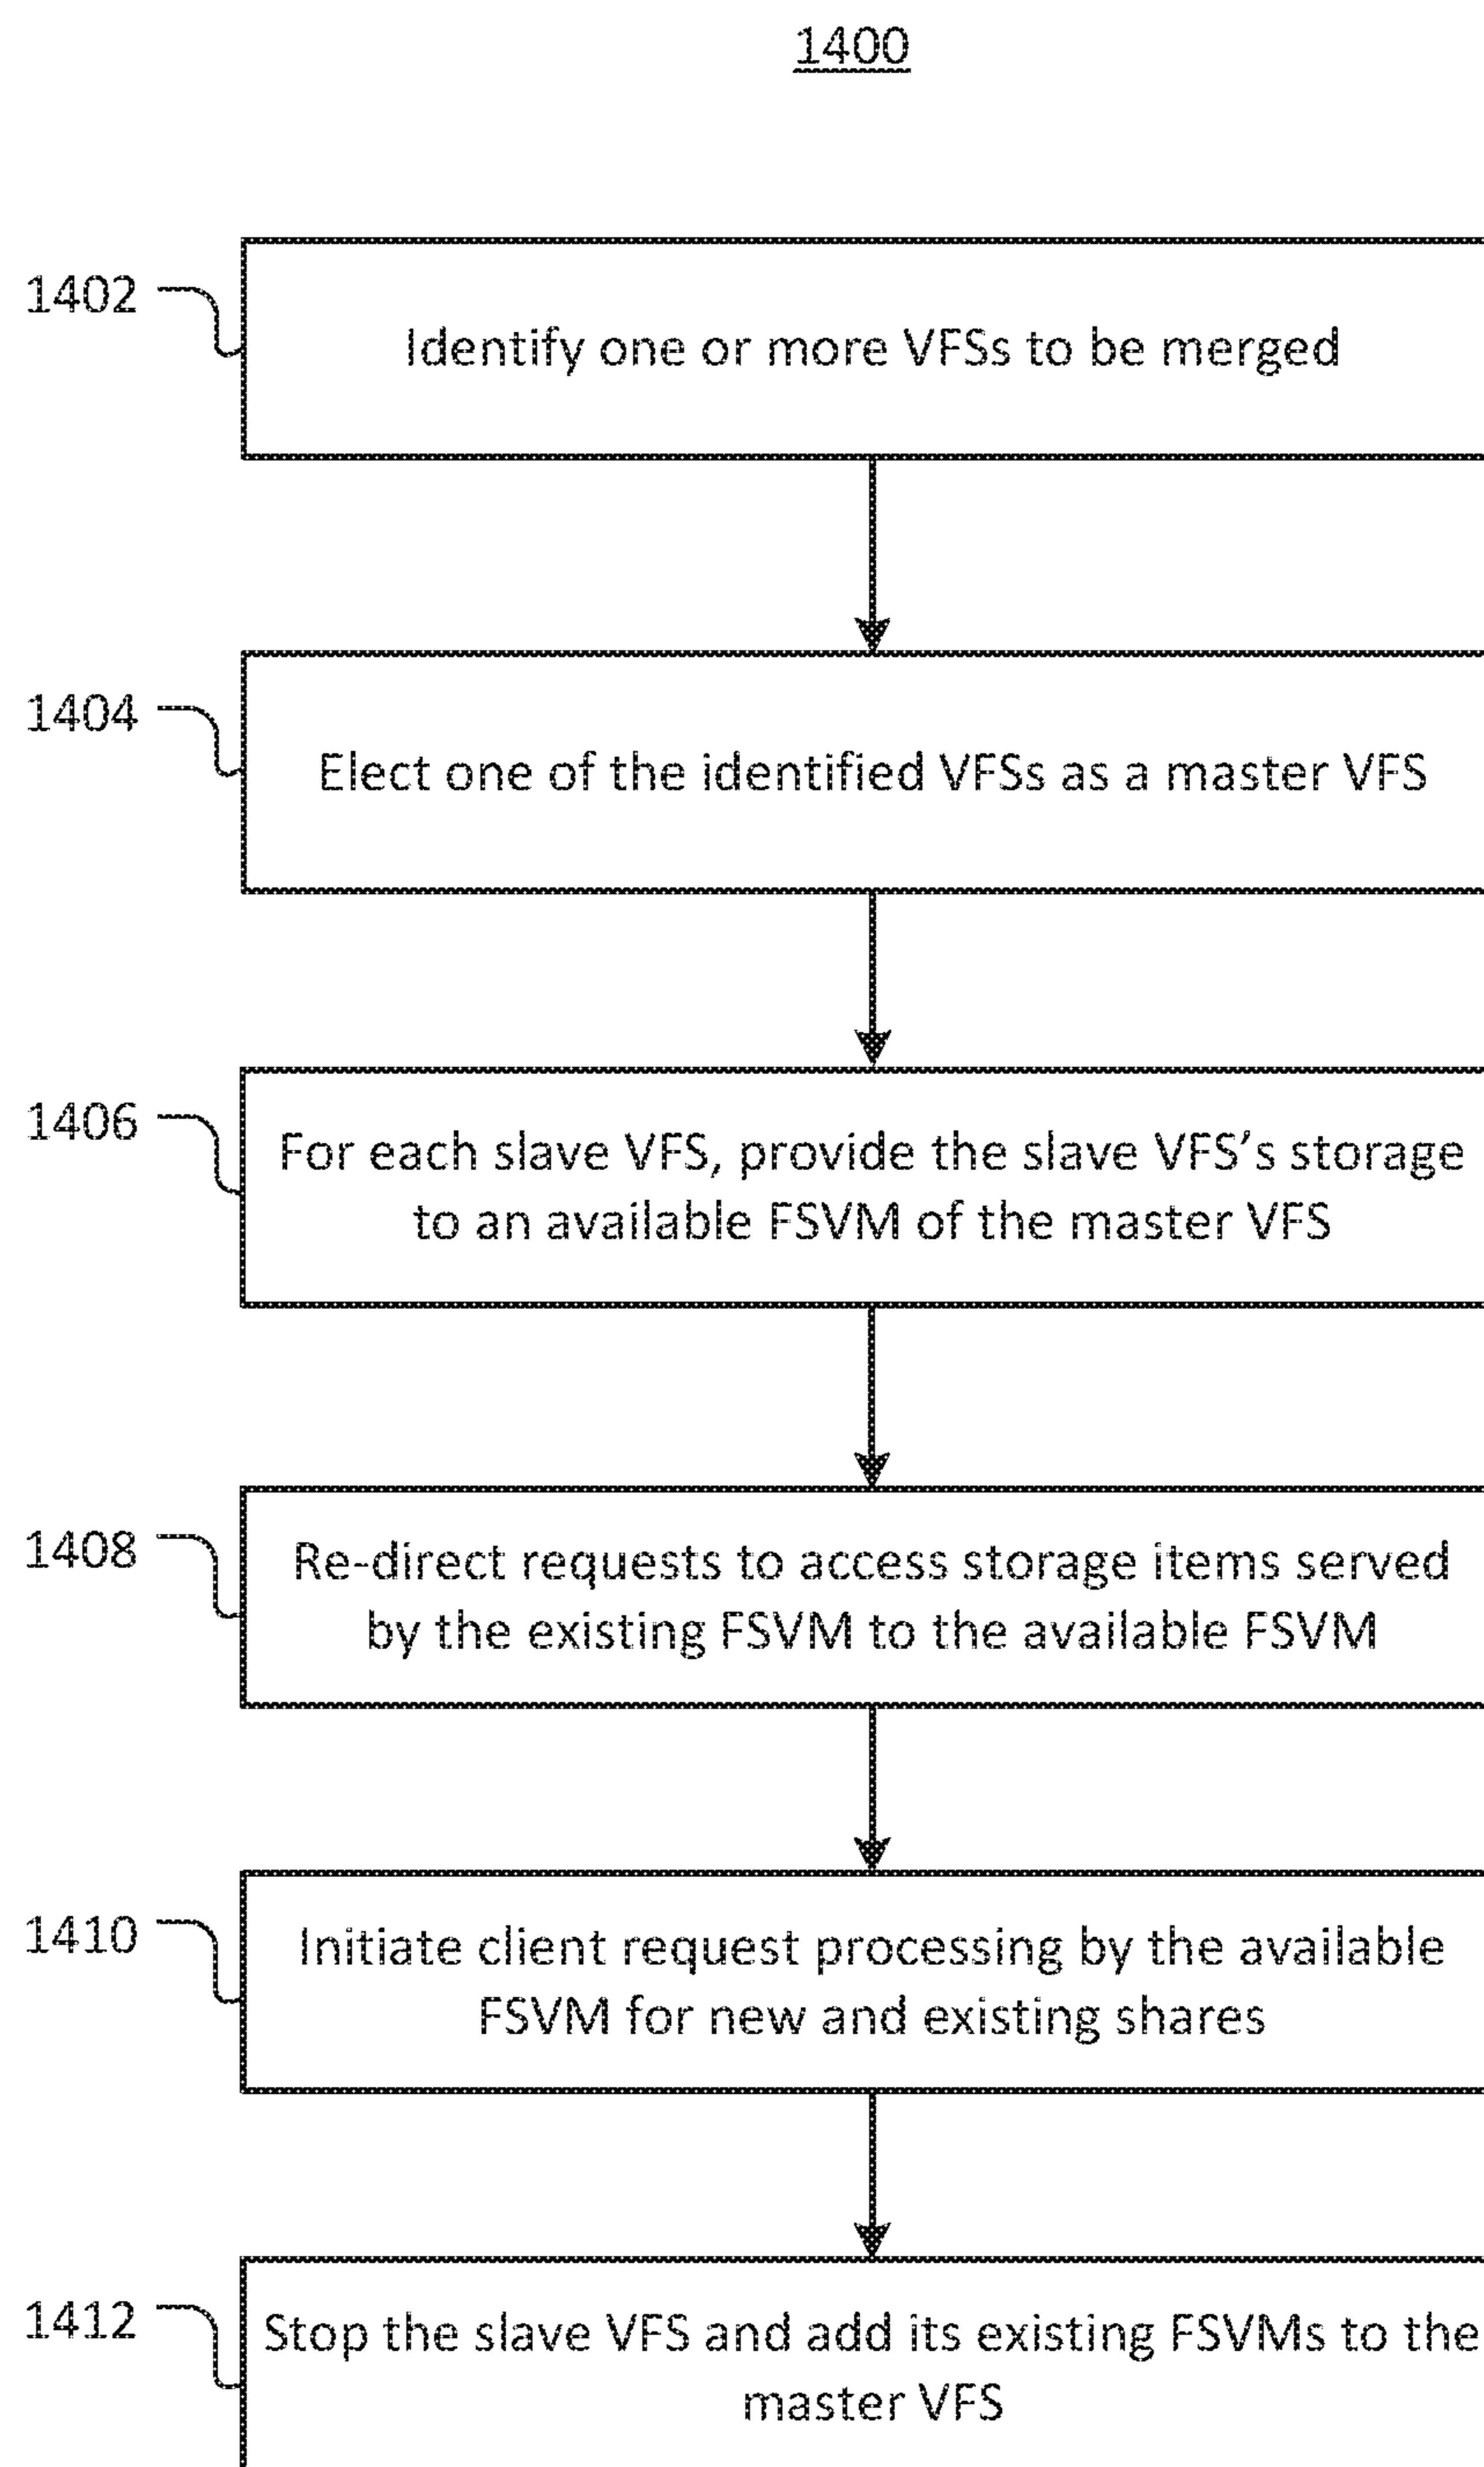 1400
1402
Identify one or more VFSs to be merged
1404
Elect one of the identified VFSs as a master VFS
1406
For each slave VFS, provide the slave VFS’s storage
to an available FSVM of the master VFS
1408
Re-direct requests to access storage items served
by the existing FSVM to the available FSVM
1410
Initiate client request processing by the available
FSVM for new and existing shares
1412
Stop the slave VFS and add its existing FSVMs to the
master VFS